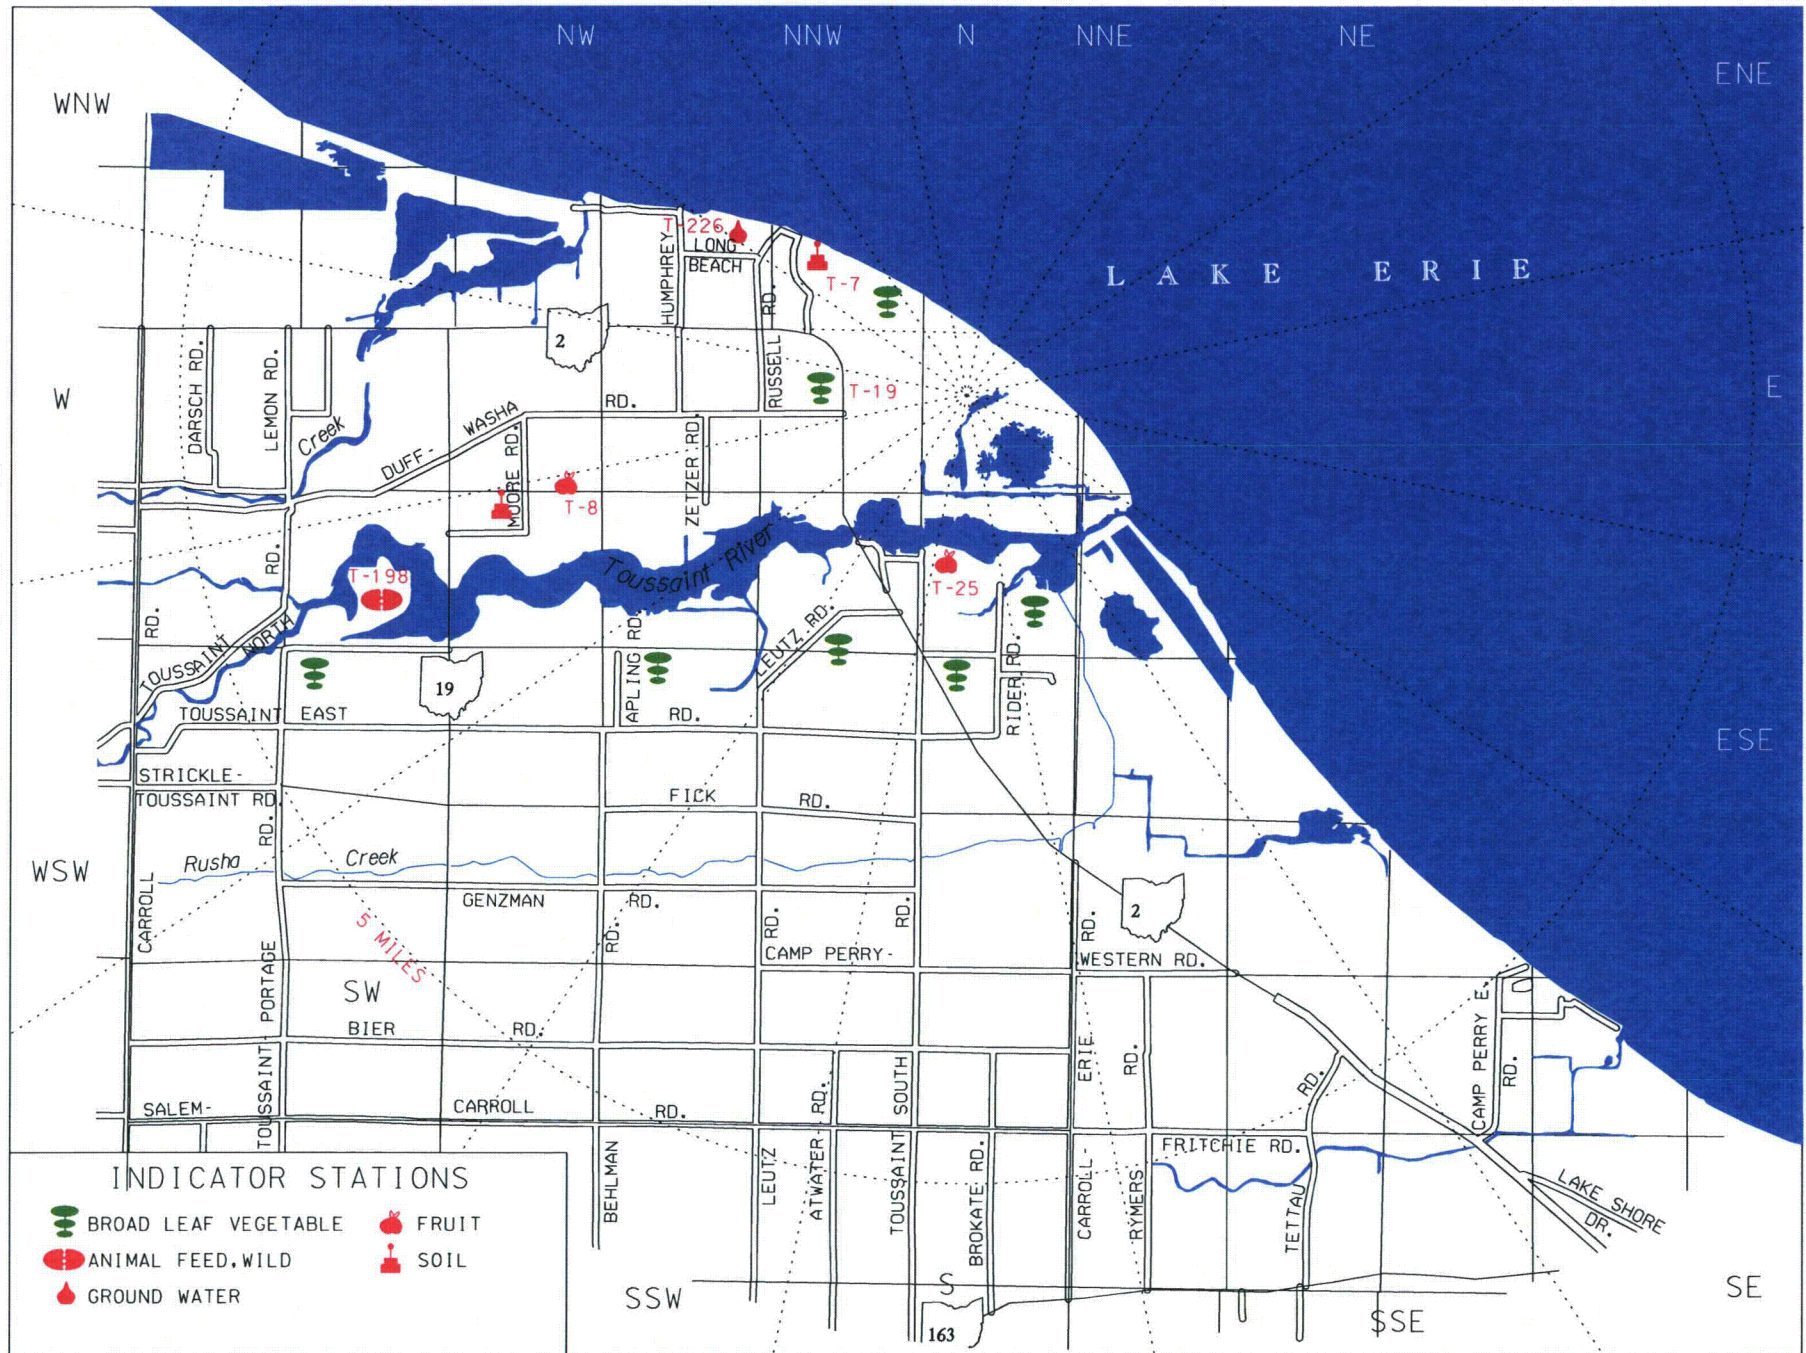 NW
NNW
N
NNE
NE
ENE
WNW
T-226
LONG
BEACH
HUMPHREY
RD.
T-7
LAKE ERIE
2
DARSCH RD.
LEMON RD.
W
RUSSELL
T-19
E
RD.
DUFF-
WASHA
Creek
MOORE RD.
T-8
ZETZER RD.
Toussaint River
T-198
T-25
RD.
RD.
TOUSSAINT
NORTH
APLING RD.
LEUTZ RD.
RIDER RD.
19
TOUSSAINT EAST
RD.
ESE
STRICKLE-
TOUSSAINT RD.
FICK
RD.
RD.
Rusha
Creek
WSW
CARROLL
GENZMAN
RD.
5 MILES
RD.
RD.
RD.
RD.
2
CAMP PERRY-
WESTERN RD.
SW
BIER
RD.
TOUSSAINT PORTAGE
CAMP PERRY E.
RD.
ERIE
RD.
RD.
SOUTH
SALEM-
CARROLL
RD.
RD.
FRITCHIE RD.
BEHLMAN
LEUTZ
ATWATER
TOUSSAINT
BROKATE RD.
CARROLL-
RYMERS
TETTAU
LAKE SHORE
DR.
INDICATOR STATIONS
BROAD LEAF VEGETABLE
FRUIT
ANIMAL FEED, WILD
SOIL
GROUND WATER
SSW
S
163
SSE
SE